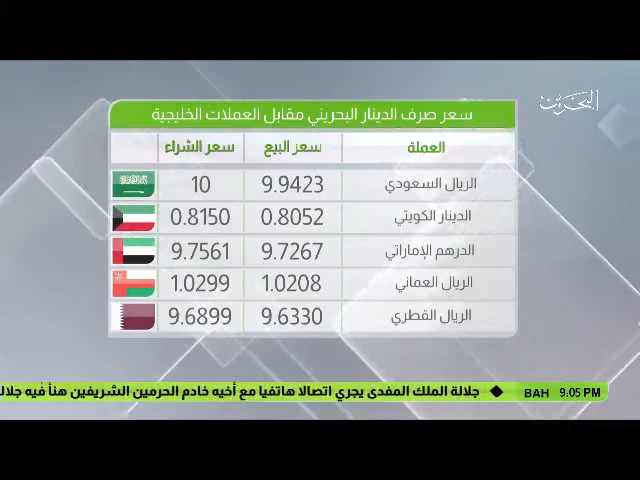 البحرين
سعر صرف الدينار البحريني مقابل العملات الخليجية
العملة سعر البيع سعر الشراء
الريال السعودي 9.9423 10
الدينار الكويتي 0.8052 0.8150
الدرهم الإماراتي 9.7267 9.7561
الريال العماني 1.0208 1.0299
الريال القطري 9.6330 9.6899
9:05 PM BAH جلالة الملك المفدى يجري اتصالا هاتفيا مع أخيه خادم الحرمين الشريفين هنأ فيه جلال